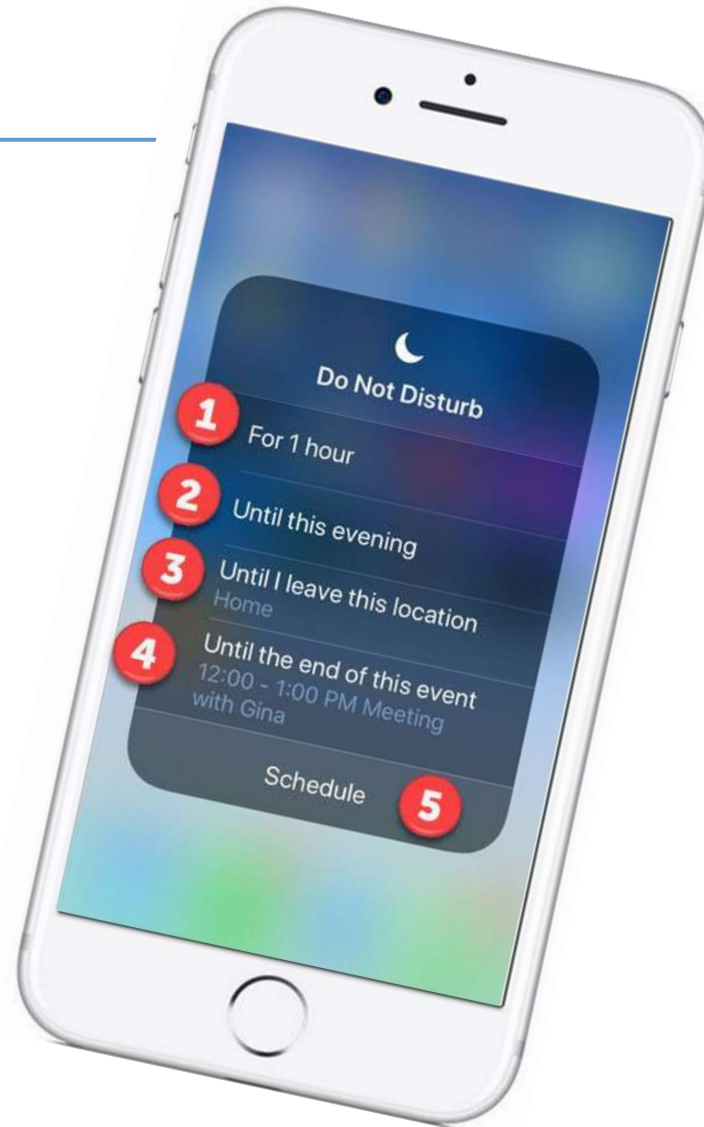 Do Not Disturb
1
For 1 hour
2
Until this evening
3
Until I leave this location
Home
4
Until the end of this event
12:00 - 1:00 PM Meeting
with Gina
Schedule
5